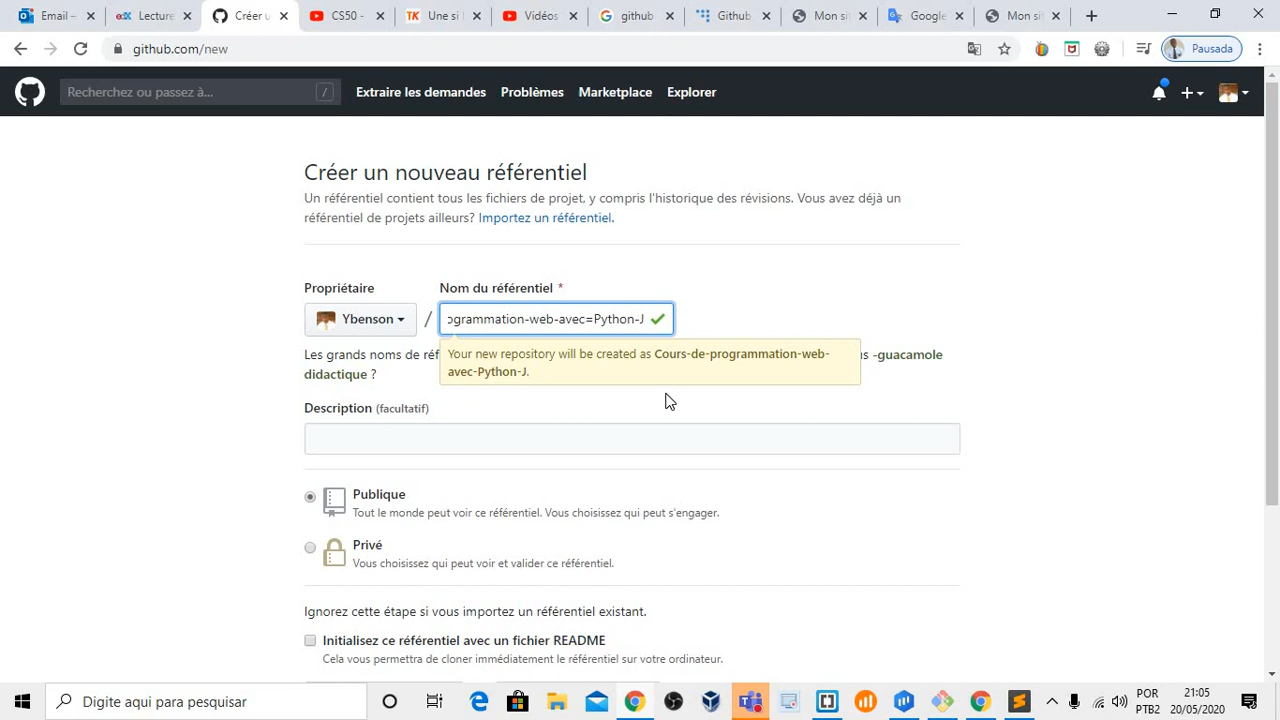 Email –
Lecture
Créer u
CS50 -
Une si l
Vidéos
github
Github
Mon si
Google
Mon si
github.com/new
Pausada
Recherchez ou passez à...
/
Extraire les demandes
Problèmes
Marketplace
Explorer
Créer un nouveau référentiel
Un référentiel contient tous les fichiers de projet, y compris l'historique des révisions. Vous avez déjà un
référentiel de projets ailleurs? Importez un référentiel.
Propriétaire
Nom du référentiel *
Ybenson
/
ogrammation-web-avec=Python-J
Les grands noms de réf
s -guacamole
didactique ?
Your new repository will be created as Cours-de-programmation-web-
avec-Python-J.
Description (facultatif)
Publique
Tout le monde peut voir ce référentiel. Vous choisissez qui peut s'engager.
Privé
Vous choisissez qui peut voir et valider ce référentiel.
Ignorez cette étape si vous importez un référentiel existant.
Initialisez ce référentiel avec un fichier README
Cela vous permettra de cloner immédiatement le référentiel sur votre ordinateur.
Digite aqui para pesquisar
POR
PTB2
21:05
20/05/2020